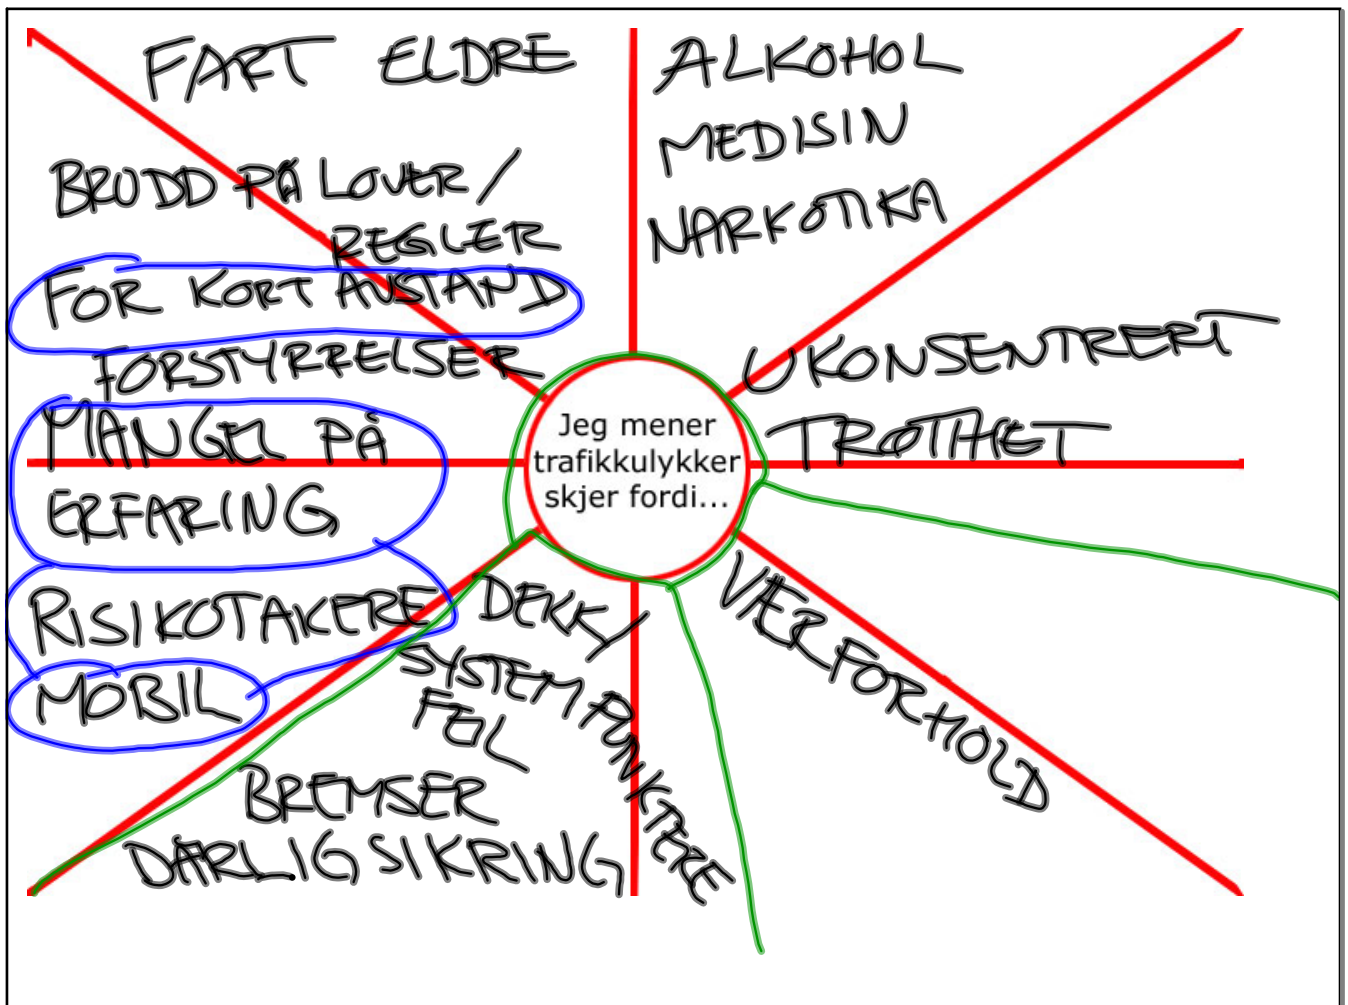 FART ELDRE
BRUDD PÅ LOVER/
REGLER
FOR KORT AVSTAND
FORSTYRRELSER
MANGEL PÅ
ERFARING
RISIKOTAKERE
MOBIL
ALKOHOL
MEDISIN
NARKOTIKA
UKONSENTRERT
TRØTTHET
Jeg mener
trafikkulykker
skjer fordi...
VÆRFORHOLD
DEKK/
SYSTEM
FEIL
PUNKTERE
BREMSER
DÅRLIG SIKRING